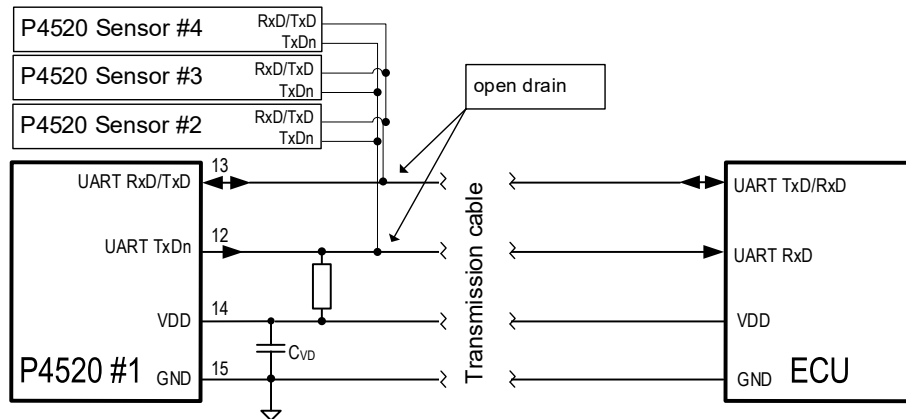 P4520 Sensor #4
RxD/TxD
TxDn
P4520 Sensor #3
RxD/TxD
TxDn
P4520 Sensor #2
RxD/TxD
TxDn
open drain
13
UART RxD/TxD
UART TxD/RxD
12
UART TxDn
UART RxD
Transmission cable
14
VDD
VDD
CVD
15
P4520 #1
GND
GND
ECU